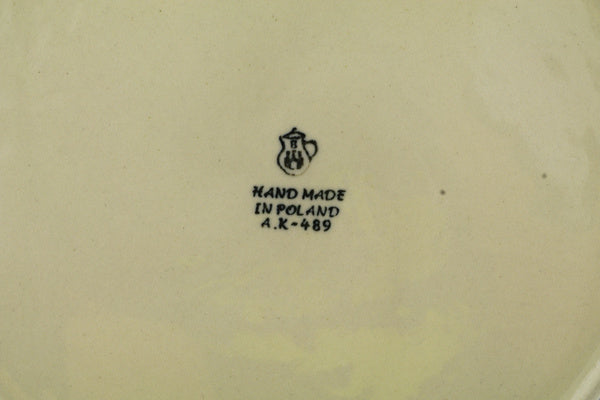 B
HAND MADE
IN POLAND
A.K-489